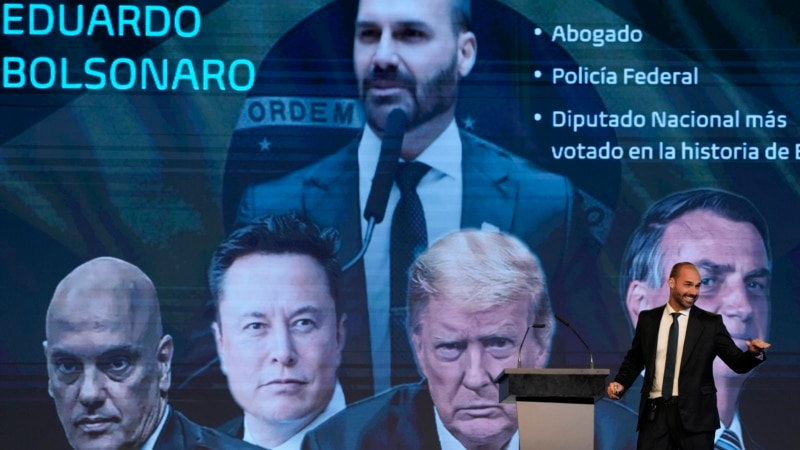 EDUARDO
BOLSONARO
ORDEM
• Abogado
• Policía Federal
• Diputado Nacional más
votado en la historia de